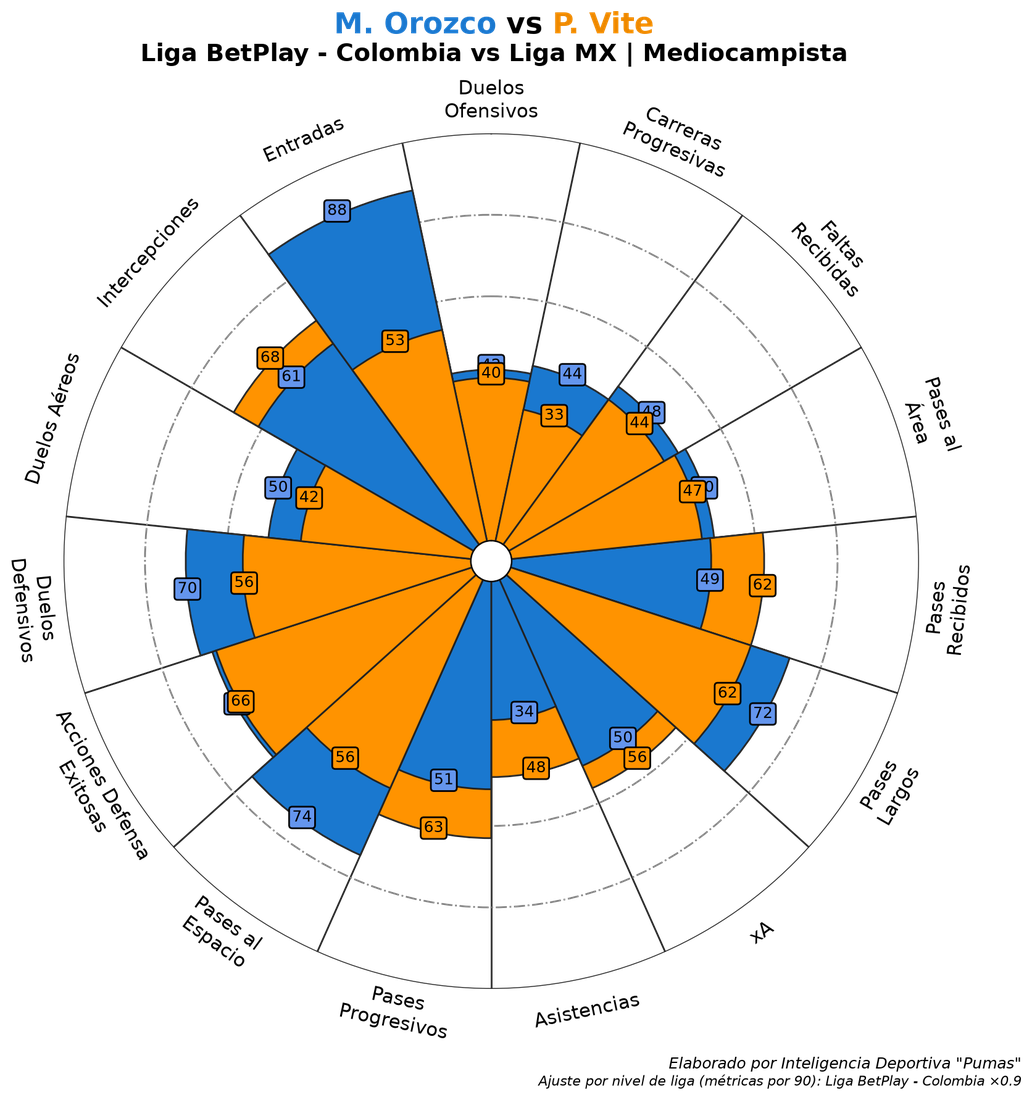 M. Orozco vs P. Vite
Liga BetPlay - Colombia vs Liga MX | Mediocampista
Duelos
Ofensivos
Carreras
Progresivas
Faltas
Recibidas
Pases al
Área
Pases
Recibidos
Pases
Largos
xA
Asistencias
Pases
Progresivos
Pases al
Espacio
Acciones Defensa
Exitosas
Duelos
Defensivos
Duelos Aéreos
Intercepciones
Entradas
40
44
33
48
44
47
49
62
62
72
50
56
34
48
51
63
56
74
66
70
56
50
42
68
61
88
53
Elaborado por Inteligencia Deportiva "Pumas"
Ajuste por nivel de liga (métricas por 90): Liga BetPlay - Colombia ×0.9